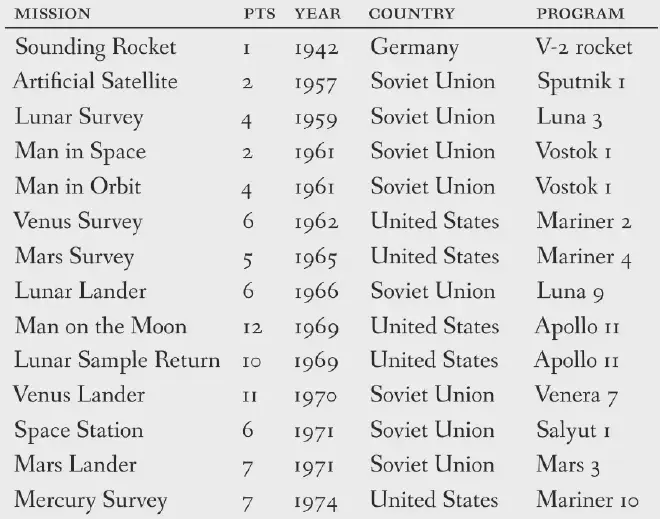 MISSION PTS YEAR COUNTRY PROGRAM
Sounding Rocket 1 1942 Germany V-2 rocket
Artificial Satellite 2 1957 Soviet Union Sputnik 1
Lunar Survey 4 1959 Soviet Union Luna 3
Man in Space 2 1961 Soviet Union Vostok 1
Man in Orbit 4 1961 Soviet Union Vostok 1
Venus Survey 6 1962 United States Mariner 2
Mars Survey 5 1965 United States Mariner 4
Lunar Lander 6 1966 Soviet Union Luna 9
Man on the Moon 12 1969 United States Apollo 11
Lunar Sample Return 10 1969 United States Apollo 11
Venus Lander 11 1970 Soviet Union Venera 7
Space Station 6 1971 Soviet Union Salyut 1
Mars Lander 7 1971 Soviet Union Mars 3
Mercury Survey 7 1974 United States Mariner 10